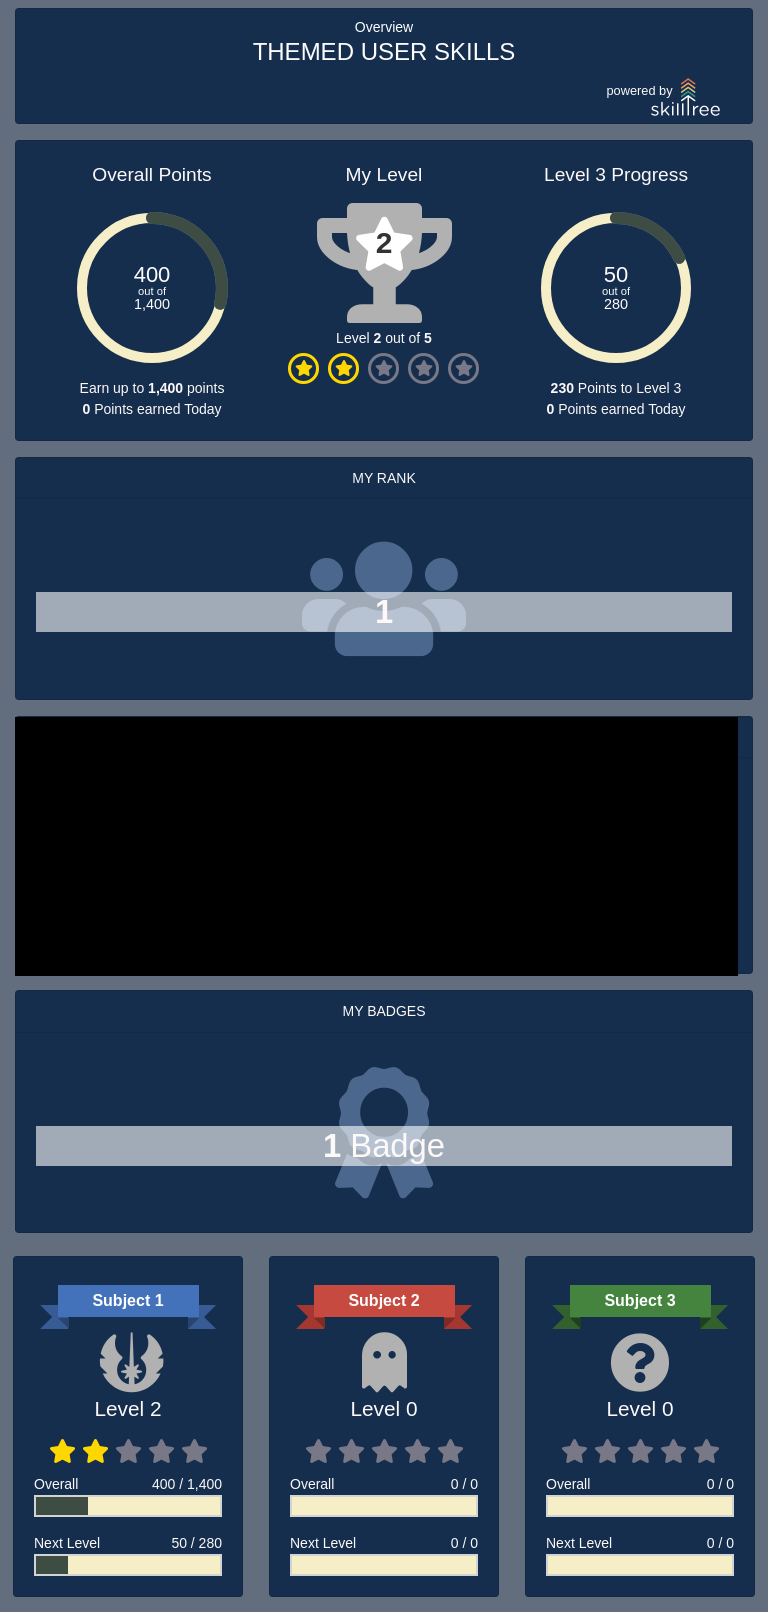 Overview
THEMED USER SKILLS
powered by
skilltree
Overall Points
400
out of
1,400
Earn up to 1,400 points
0 Points earned Today
My Level
2
Level 2 out of 5
Level 3 Progress
50
out of
280
230 Points to Level 3
0 Points earned Today
MY RANK
1
MY BADGES
1 Badge
Subject 1
Level 2
Overall 400 / 1,400
Next Level 50 / 280
Subject 2
Level 0
Overall 0 / 0
Next Level 0 / 0
Subject 3
Level 0
Overall 0 / 0
Next Level 0 / 0